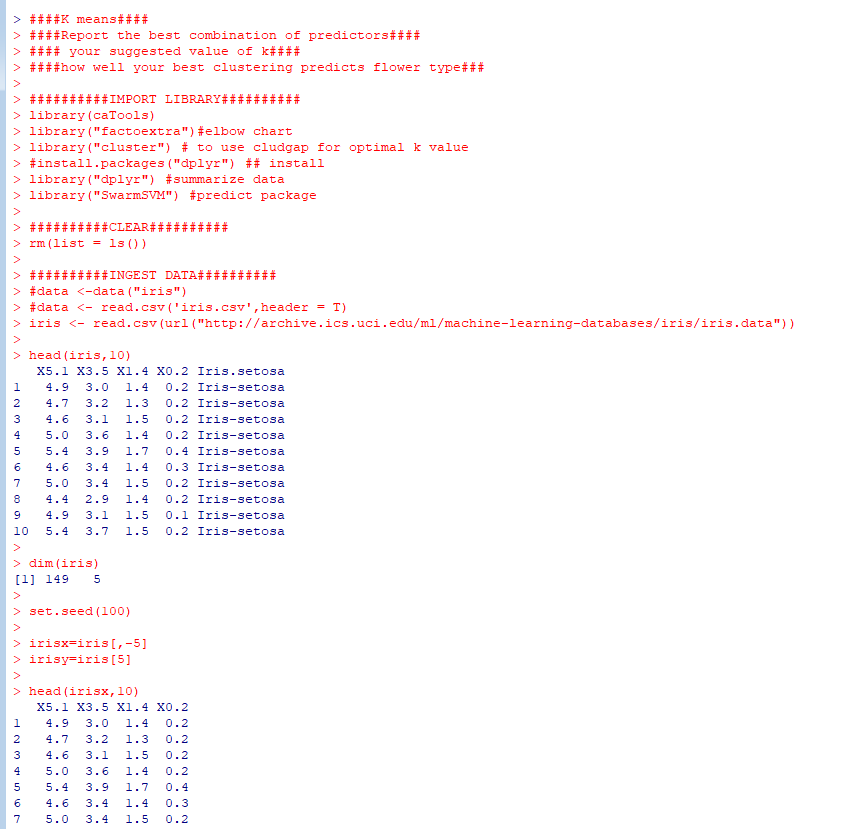 > ####K means####
> ####Report the best combination of predictors####
> #### your suggested value of k####
> ####how well your best clustering predicts flower type###
>
> ##########IMPORT LIBRARY##########
> library(caTools)
> library("factoextra")#elbow chart
> library("cluster") # to use cludgap for optimal k value
> #install.packages("dplyr") ## install
> library("dplyr") #summarize data
> library("SwarmSVM") #predict package
>
> ##########CLEAR##########
> rm(list = ls())
>
> ##########INGEST DATA##########
> #data <-data("iris")
> #data <- read.csv('iris.csv',header = T)
> iris <- read.csv(url("http://archive.ics.uci.edu/ml/machine-learning-databases/iris/iris.data"))
>
> head(iris,10)
   X5.1 X3.5 X1.4 X0.2 Iris.setosa
1   4.9  3.0  1.4  0.2 Iris-setosa
2   4.7  3.2  1.3  0.2 Iris-setosa
3   4.6  3.1  1.5  0.2 Iris-setosa
4   5.0  3.6  1.4  0.2 Iris-setosa
5   5.4  3.9  1.7  0.4 Iris-setosa
6   4.6  3.4  1.4  0.3 Iris-setosa
7   5.0  3.4  1.5  0.2 Iris-setosa
8   4.4  2.9  1.4  0.2 Iris-setosa
9   4.9  3.1  1.5  0.1 Iris-setosa
10  5.4  3.7  1.5  0.2 Iris-setosa
>
> dim(iris)
[1] 149   5
>
> set.seed(100)
>
> irisx=iris[,-5]
> irisy=iris[5]
>
> head(irisx,10)
   X5.1 X3.5 X1.4 X0.2
1   4.9  3.0  1.4  0.2
2   4.7  3.2  1.3  0.2
3   4.6  3.1  1.5  0.2
4   5.0  3.6  1.4  0.2
5   5.4  3.9  1.7  0.4
6   4.6  3.4  1.4  0.3
7   5.0  3.4  1.5  0.2